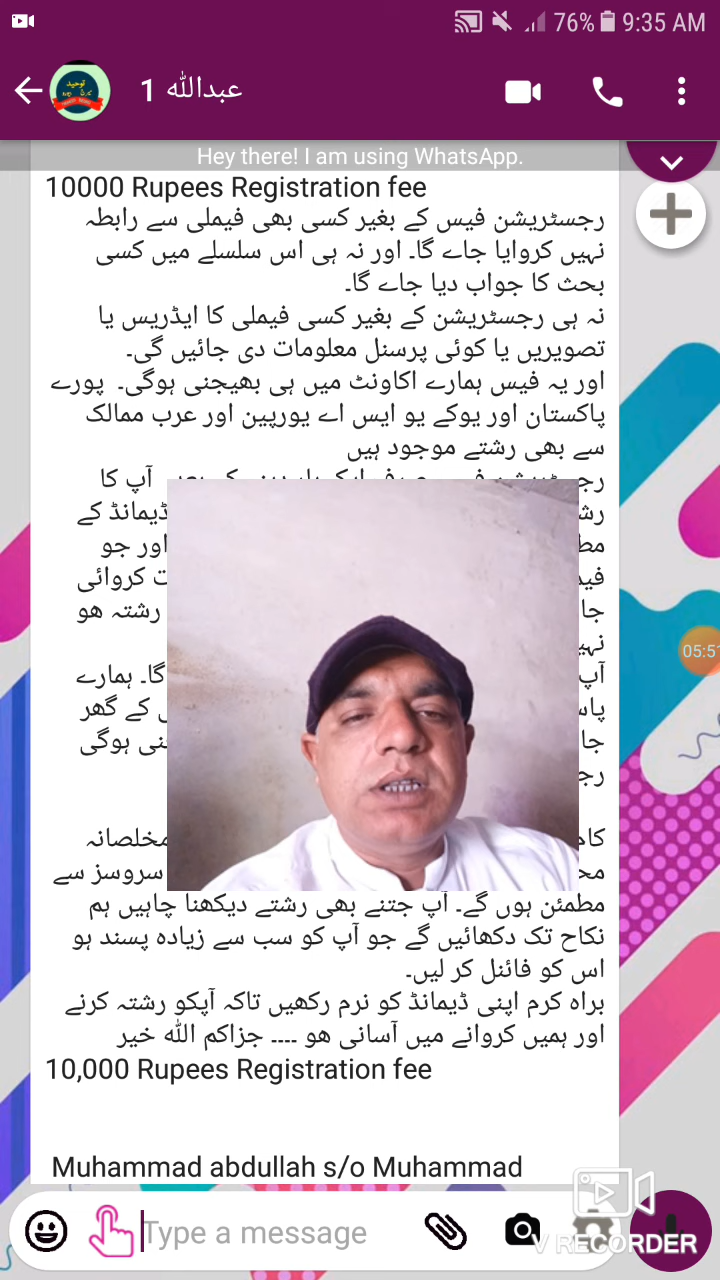 76% 9:35 AM
توحید
عبداللّٰه 1
Hey there! I am using WhatsApp.
10000 Rupees Registration fee
رجسٹریشن فیس کے بغیر کسی بھی فیملی سے رابطہ
نہیں کروایا جاے گا۔ اور نہ ہی اس سلسلے میں کسی
بحث کا جواب دیا جاے گا۔
نہ ہی رجسٹریشن کے بغیر کسی فیملی کا ایڈریس یا
تصویریں یا کوئی پرسنل معلومات دی جائیں گی۔
اور یہ فیس ہمارے اکاونٹ میں ہی بھیجنی ہوگی۔ پورے
پاکستان اور یوکے یو ایس اے یورپین اور عرب ممالک
سے بھی رشتے موجود ہیں
آپ کا
ڈیمانڈ کے
اور جو
کروائی
رشتہ ھو
گا۔ ہمارے
کے گھر
ہوگی
05:51
مخلصانہ
سروسز سے
مطمئن ہوں گے۔ آپ جتنے بھی رشتے دیکھنا چاہیں ہم
نکاح تک دکھائیں گے جو آپ کو سب سے زیادہ پسند ہو
اس کو فائنل کر لیں۔
براہ کرم اپنی ڈیمانڈ کو نرم رکھیں تاکہ آپکو رشتہ کرنے
اور ہمیں کروانے میں آسانی ھو ---- جزاکم اللّٰه خیر
10,000 Rupees Registration fee
Muhammad abdullah s/o Muhammad
Type a message
V RECORDER